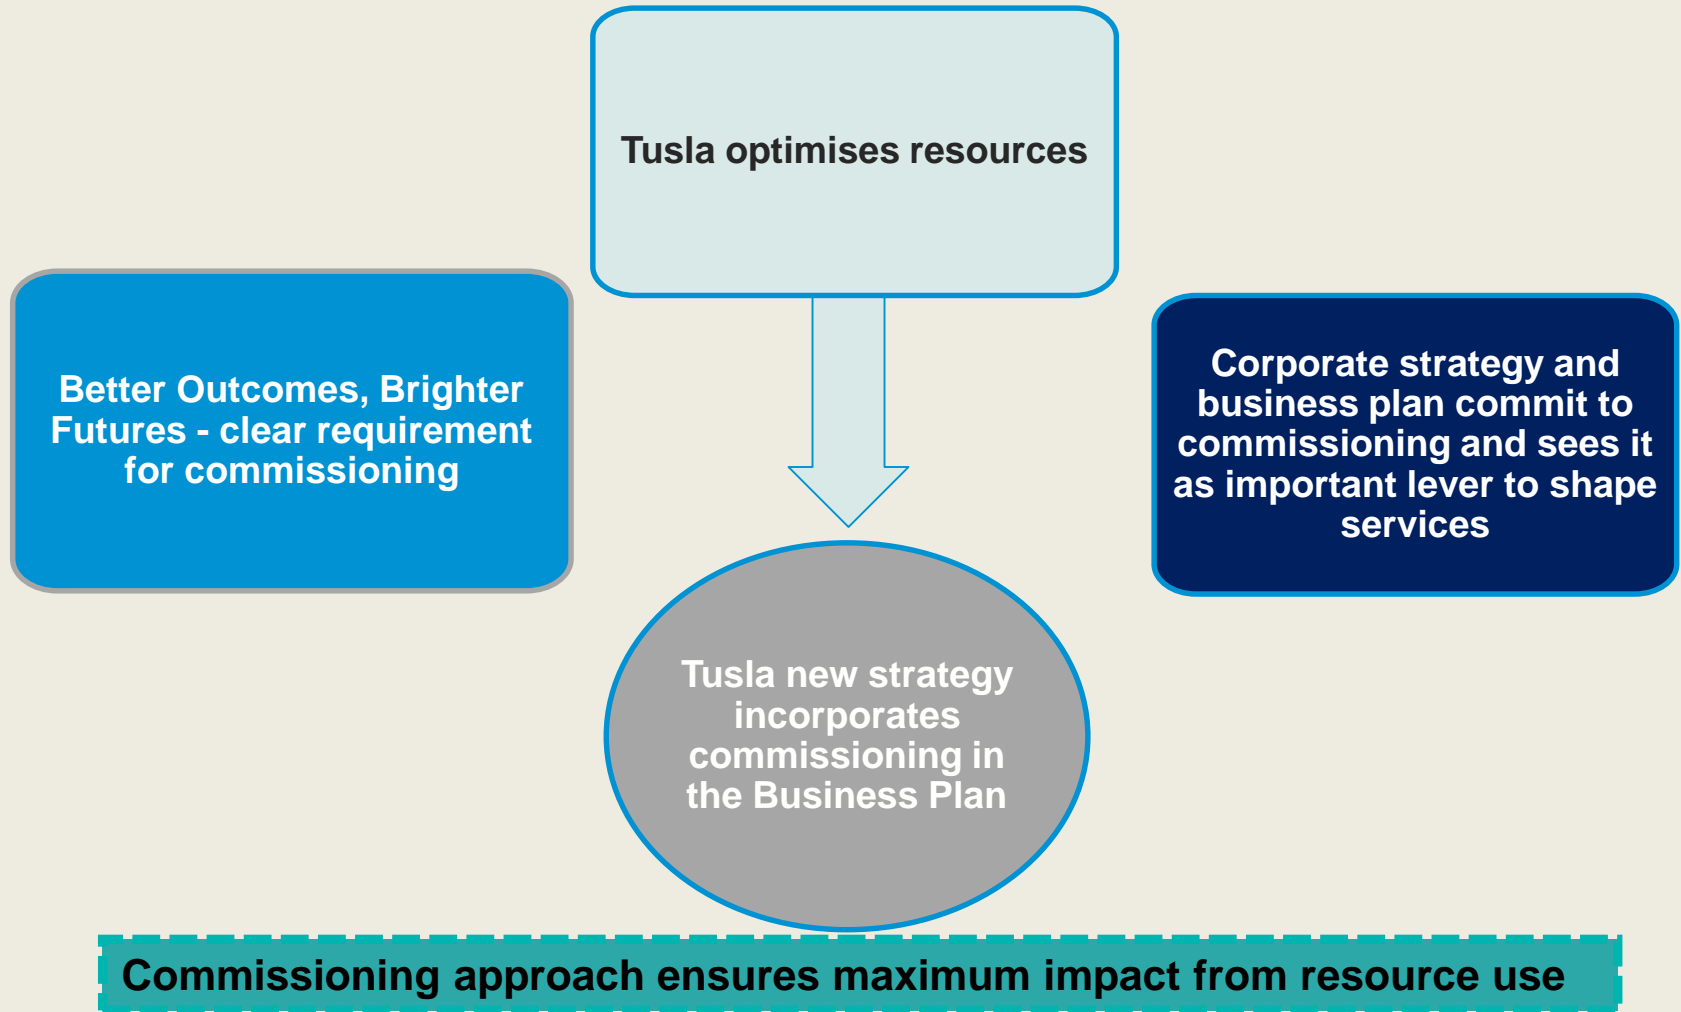 Tusla optimises resources
Better Outcomes, Brighter
Futures - clear requirement
for commissioning
Corporate strategy and
business plan commit to
commissioning and sees it
as important lever to shape
services
Tusla new strategy
incorporates
commissioning in
the Business Plan
Commissioning approach ensures maximum impact from resource use